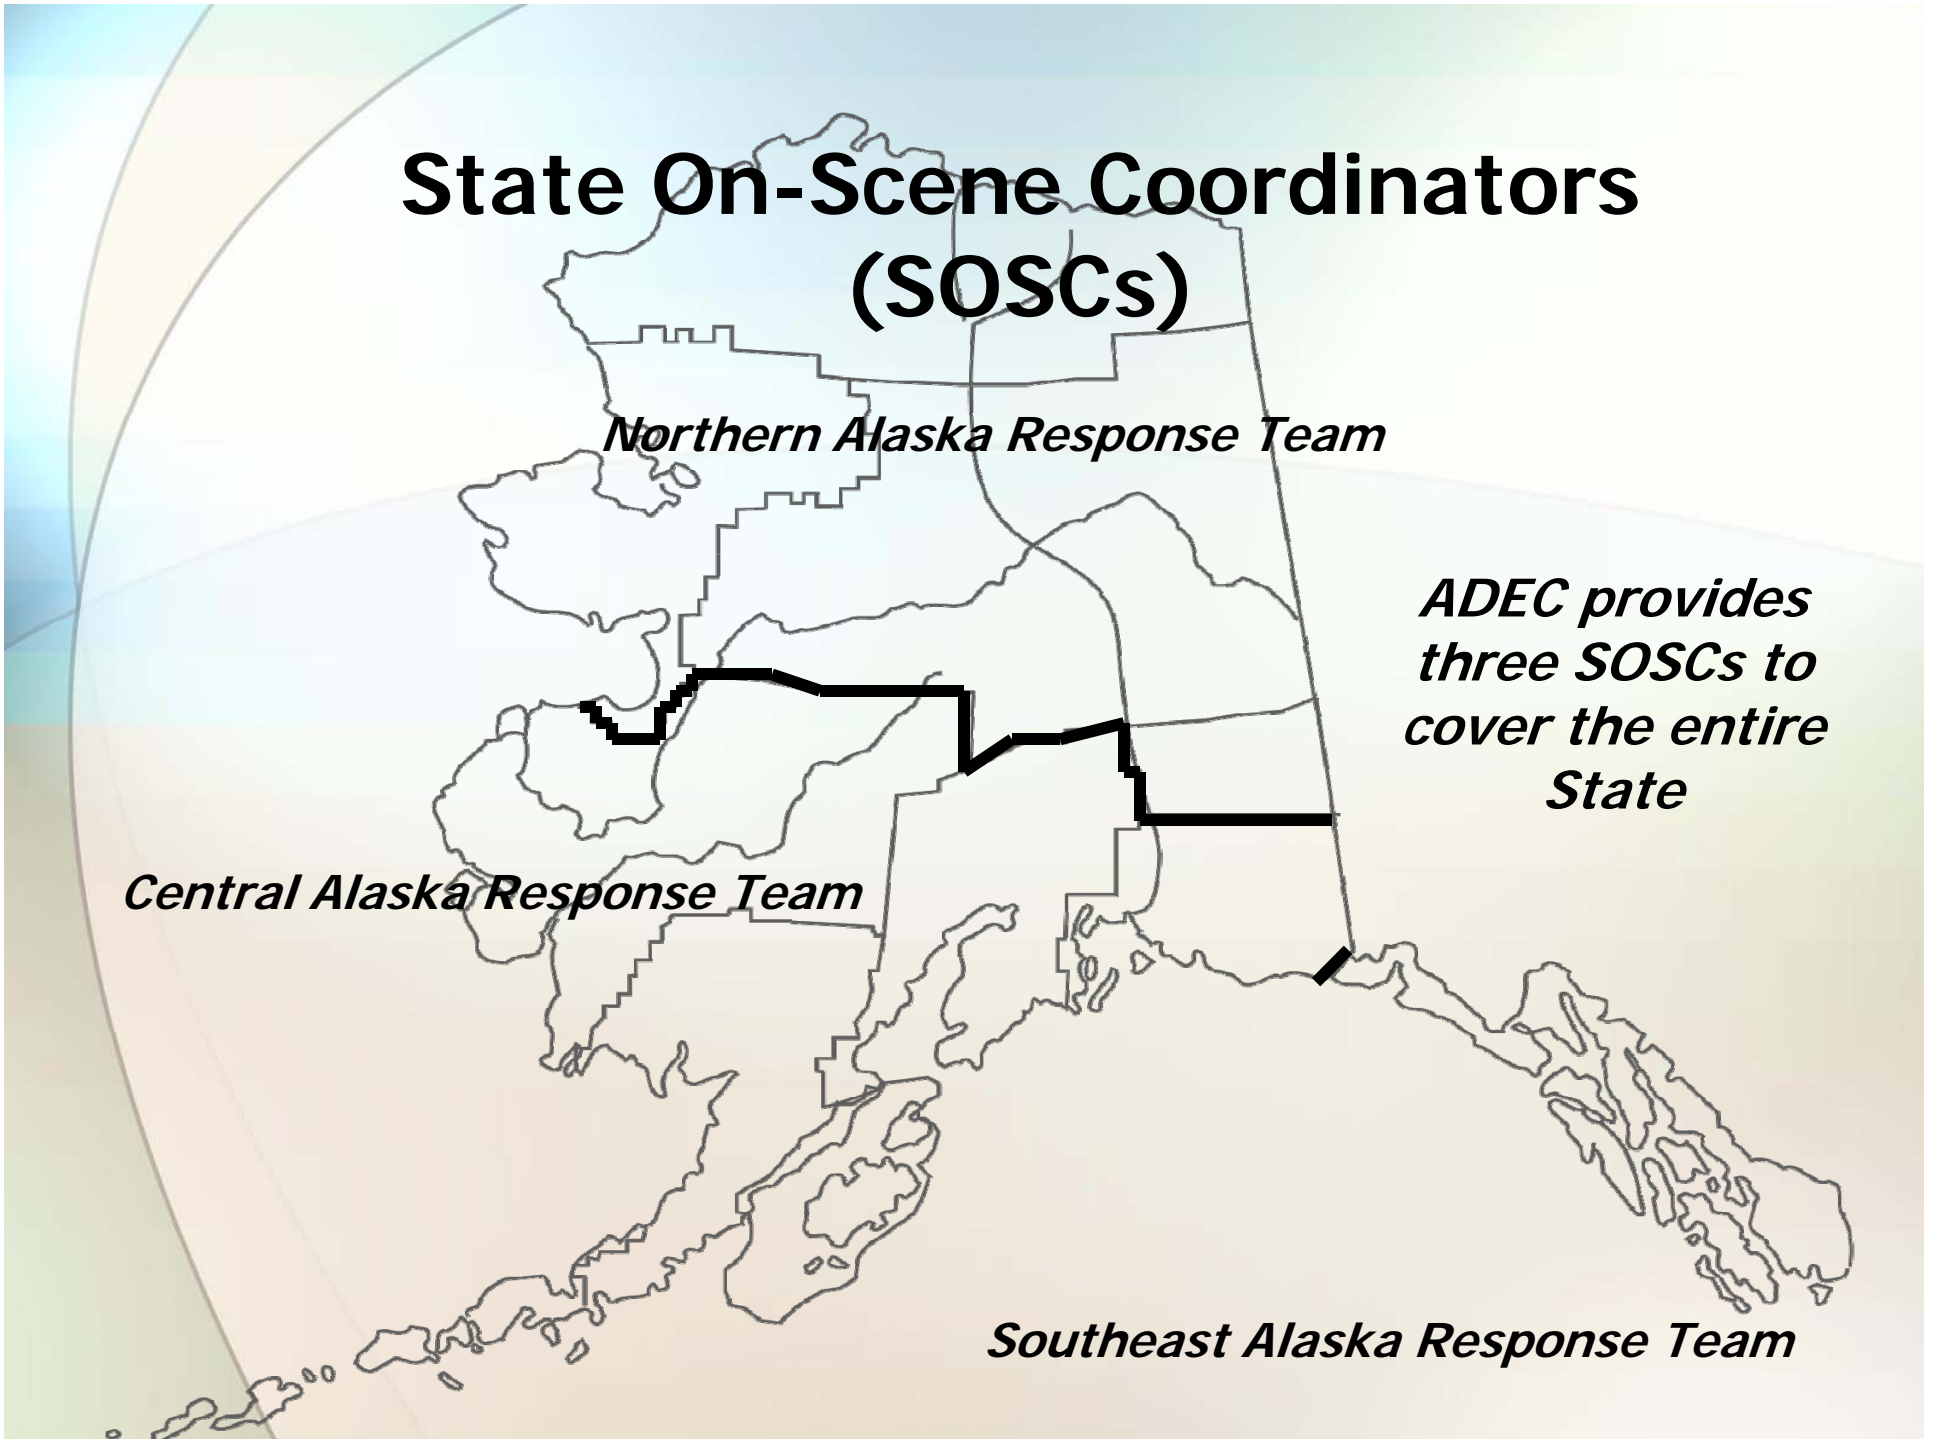 State On-Scene Coordinators
(SOSCs)
Northern Alaska Response Team
ADEC provides
three SOSCs to
cover the entire
State
Central Alaska Response Team
Southeast Alaska Response Team